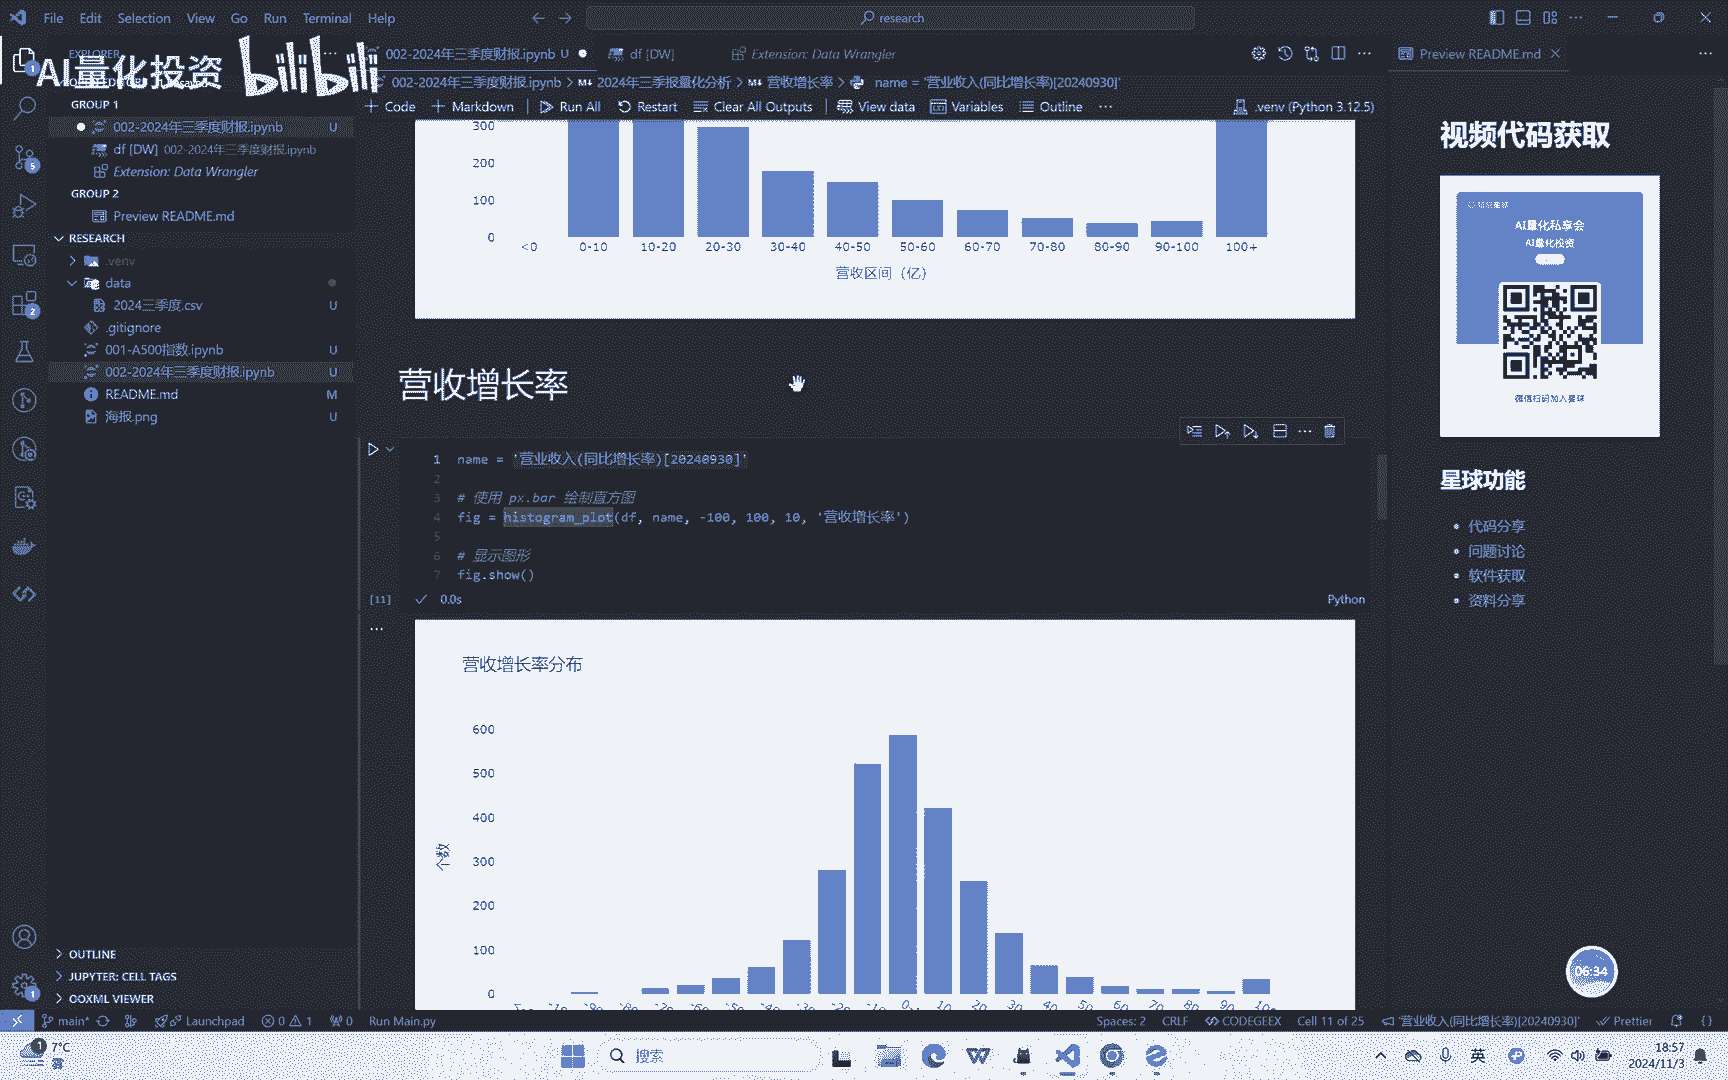 File Edit Selection View Go Run Terminal Help
research
AI量化投资 bilibili
EXPLORER
002-2024年三季度财报.ipynb U
df [DW]
Extension: Data Wrangler
Preview README.md
002-2024年三季度财报.ipynb > M↓ 2024年三季报量化分析 > M↓ 营收增长率 > name = '营业收入(同比增长率)[20240930]'
Code Markdown Run All Restart Clear All Outputs View data Variables Outline ... .venv (Python 3.12.5)
GROUP 1
002-2024年三季度财报.ipynb U
df [DW] 002-2024年三季度财报.ipynb
Extension: Data Wrangler
GROUP 2
Preview README.md
RESEARCH
.venv
data
2024三季度.csv U
.gitignore
001-A500指数.ipynb U
002-2024年三季度财报.ipynb U
README.md M
海报.png U
OUTLINE
JUPYTER: CELL TAGS
OOXML VIEWER
300
200
100
0
<0 0-10 10-20 20-30 30-40 40-50 50-60 60-70 70-80 80-90 90-100 100+
营收区间（亿）
营收增长率
1 name = '营业收入(同比增长率)[20240930]'
2
3 # 使用 px.bar 绘制直方图
4 fig = histogram_plot(df, name, -100, 100, 10, '营收增长率')
5
6 # 显示图形
7 fig.show()
[11] 0.0s Python
营收增长率分布
600
500
400
300
200
100
0
个数
视频代码获取
知识星球
AI量化私享会
AI量化投资
微信扫码加入星球
星球功能
代码分享
问题讨论
软件获取
资料分享
06:34
main* Launchpad 0 1 0 Run Main.py Spaces: 2 CRLF CODEGEEX Cell 11 of 25 '营业收入(同比增长率)[20240930]' Prettier
7°C
搜索
英
18:57
2024/11/3